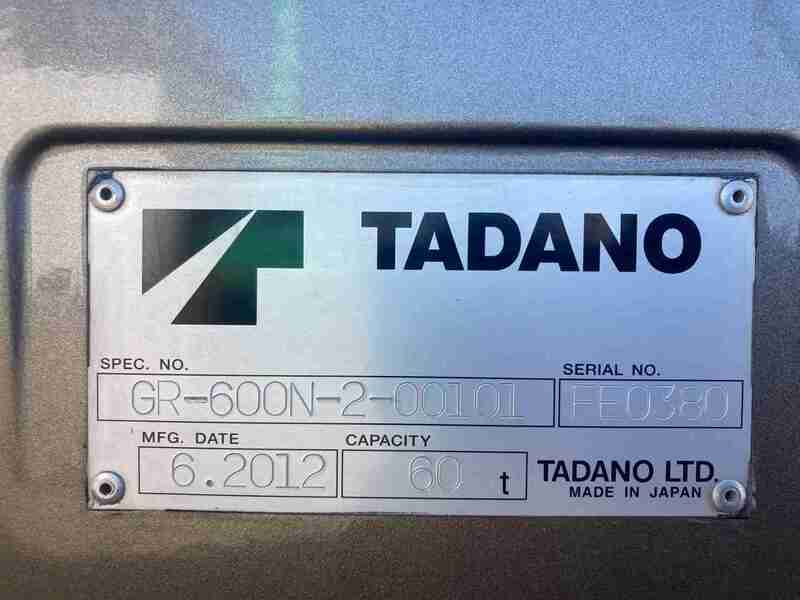 TADANO
SPEC. NO. SERIAL NO.
GR-600N-2-00101 FE0380
MFG. DATE CAPACITY
6.2012 60 t TADANO LTD.
MADE IN JAPAN